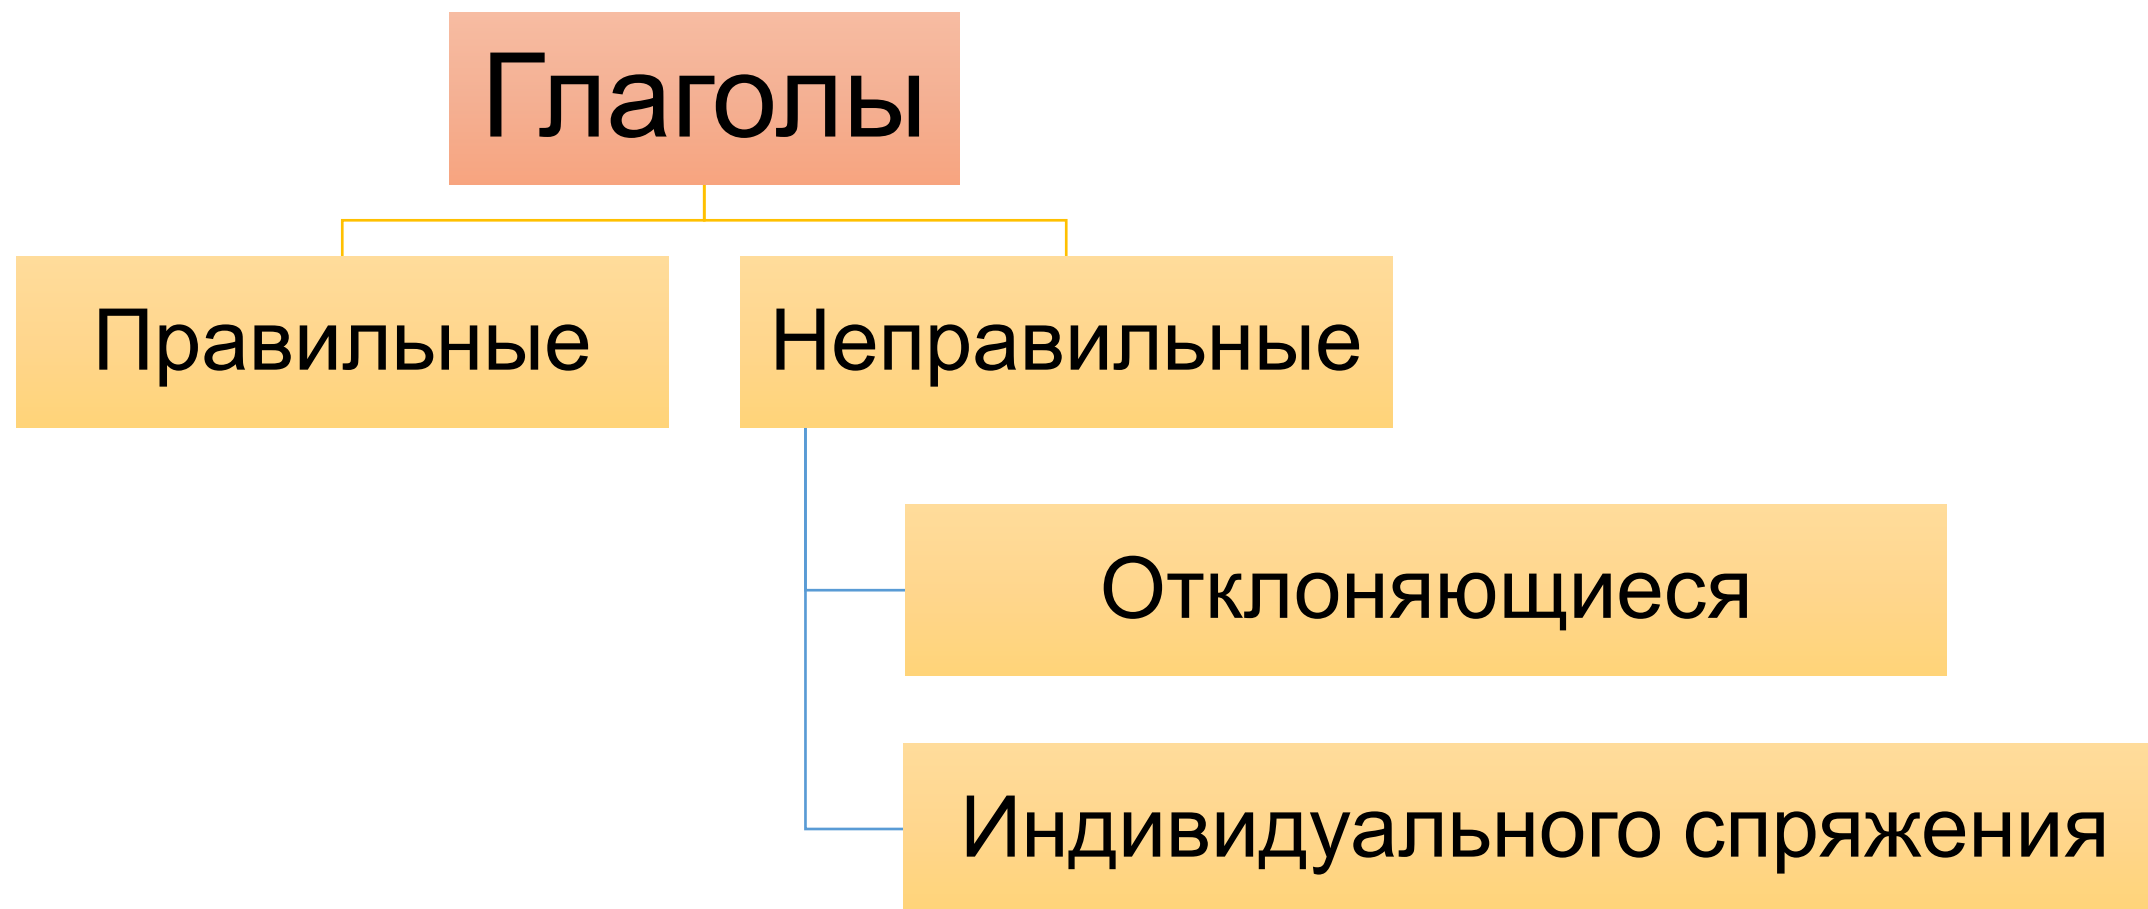 Глаголы
Правильные
Неправильные
Отклоняющиеся
Индивидуального спряжения